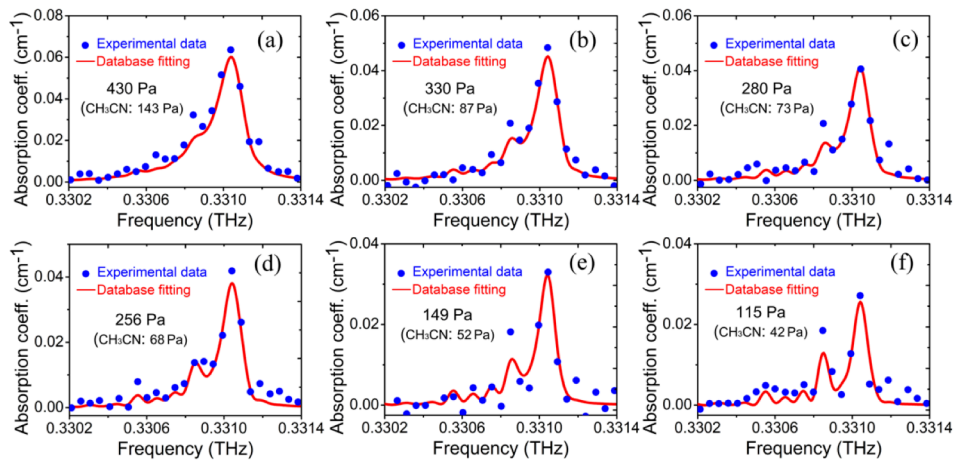 Absorption coeff. (cm⁻¹)
0.08
0.06
0.04
0.02
0.00
(a)
Experimental data
Database fitting
430 Pa
(CH₃CN: 143 Pa)
0.3302 0.3306 0.3310 0.3314
Frequency (THz)
Absorption coeff. (cm⁻¹)
0.06
0.04
0.02
0.00
(b)
Experimental data
Database fitting
330 Pa
(CH₃CN: 87 Pa)
0.3302 0.3306 0.3310 0.3314
Frequency (THz)
Absorption coeff. (cm⁻¹)
0.06
0.04
0.02
0.00
(c)
Experimental data
Database fitting
280 Pa
(CH₃CN: 73 Pa)
0.3302 0.3306 0.3310 0.3314
Frequency (THz)
Absorption coeff. (cm⁻¹)
0.04
0.02
0.00
(d)
Experimental data
Database fitting
256 Pa
(CH₃CN: 68 Pa)
0.3302 0.3306 0.3310 0.3314
Frequency (THz)
Absorption coeff. (cm⁻¹)
0.04
0.02
0.00
(e)
Experimental data
Database fitting
149 Pa
(CH₃CN: 52 Pa)
0.3302 0.3306 0.3310 0.3314
Frequency (THz)
Absorption coeff. (cm⁻¹)
0.04
0.02
0.00
(f)
Experimental data
Database fitting
115 Pa
(CH₃CN: 42 Pa)
0.3302 0.3306 0.3310 0.3314
Frequency (THz)